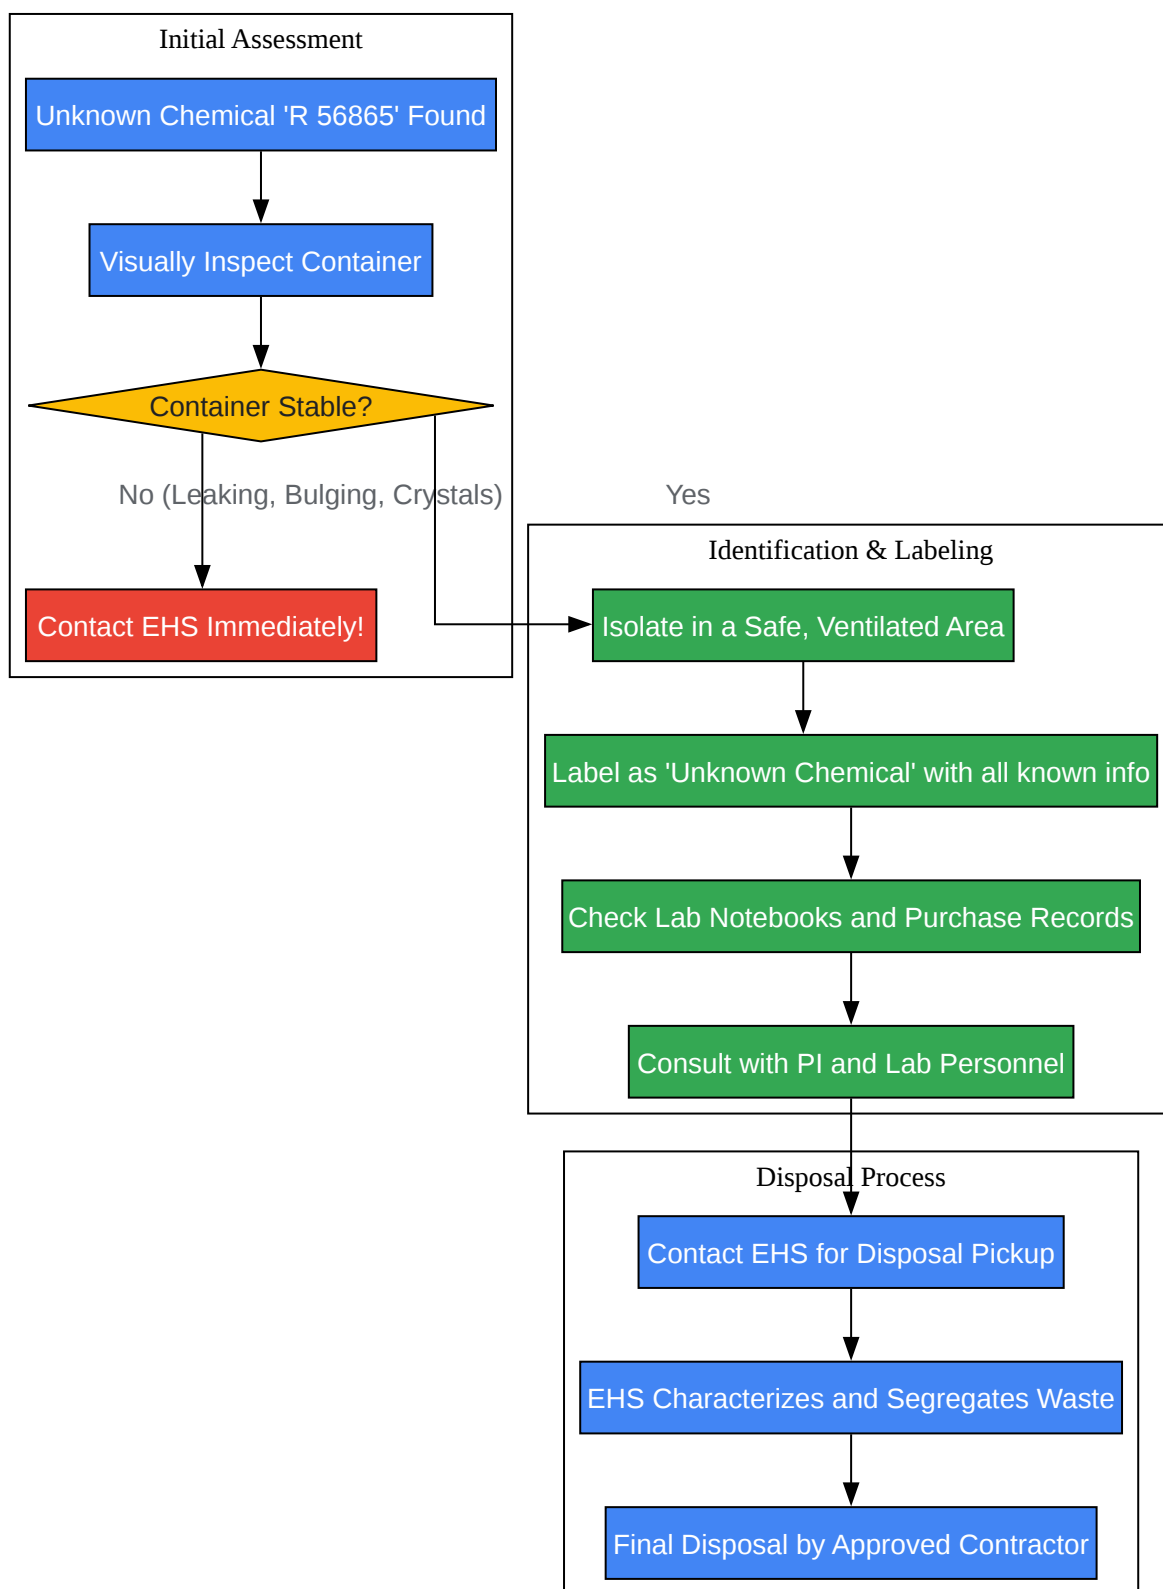 Initial Assessment
Unknown Chemical 'R 56865' Found
Visually Inspect Container
Container Stable?
No (Leaking, Bulging, Crystals)
Yes
Contact EHS Immediately!
Identification & Labeling
Isolate in a Safe, Ventilated Area
Label as 'Unknown Chemical' with all known info
Check Lab Notebooks and Purchase Records
Consult with PI and Lab Personnel
Disposal Process
Contact EHS for Disposal Pickup
EHS Characterizes and Segregates Waste
Final Disposal by Approved Contractor